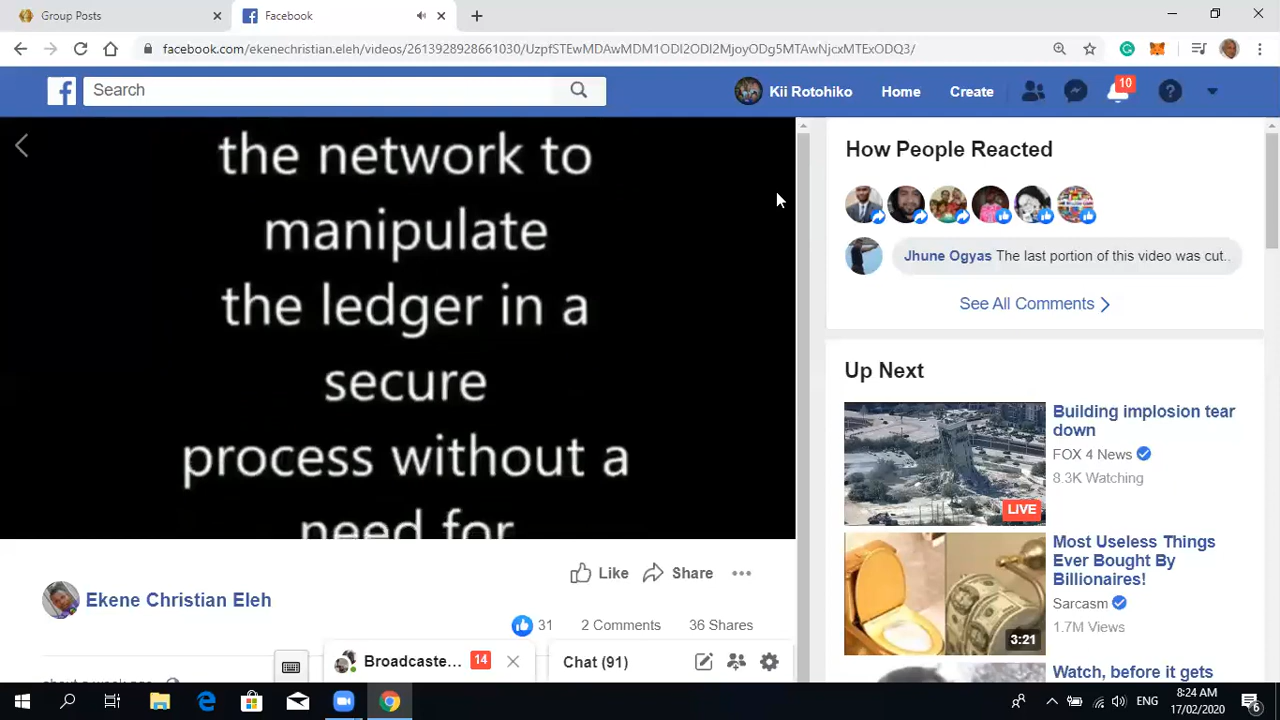 Group Posts
Facebook
facebook.com/ekenechristian.eleh/videos/2613928928661030/UzpfSTEwMDAwMDM1ODI2ODI2MjoyODg5MTAwNjcxMTExODQ3/
f
Search
Kii Rotohiko
Home
Create
10
the network to
manipulate
the ledger in a
secure
process without a
need for
How People Reacted
Jhune Ogyas The last portion of this video was cut..
See All Comments
Up Next
Building implosion tear
down
FOX 4 News
8.3K Watching
LIVE
Most Useless Things
Ever Bought By
Billionaires!
Sarcasm
1.7M Views
3:21
Watch, before it gets
Like
Share
Ekene Christian Eleh
31
2 Comments
36 Shares
Broadcaste...
14
Chat (91)
about a week ago
ENG
8:24 AM
17/02/2020
6